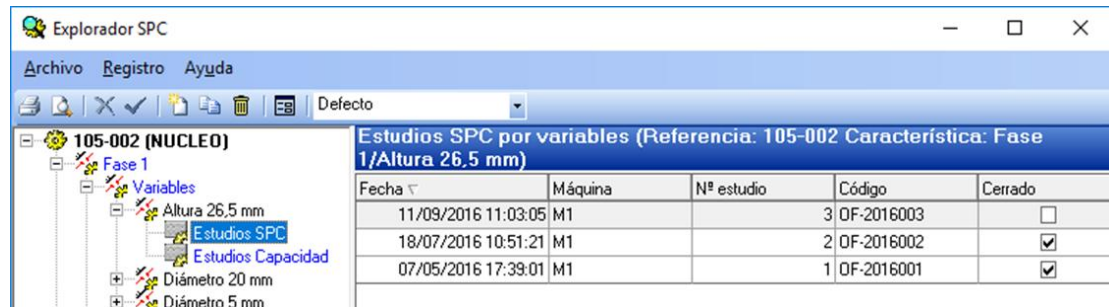 Explorador SPC
Archivo Registro Ayuda
Defecto
105-002 (NUCLEO)
Fase 1
Variables
Altura 26,5 mm
Estudios SPC
Estudios Capacidad
Diámetro 20 mm
Diámetro 5 mm
Estudios SPC por variables (Referencia: 105-002 Característica: Fase
1/Altura 26,5 mm)
Fecha Máquina Nº estudio Código Cerrado
11/09/2016 11:03:05 M1 3 OF-2016003
18/07/2016 10:51:21 M1 2 OF-2016002
07/05/2016 17:39:01 M1 1 OF-2016001